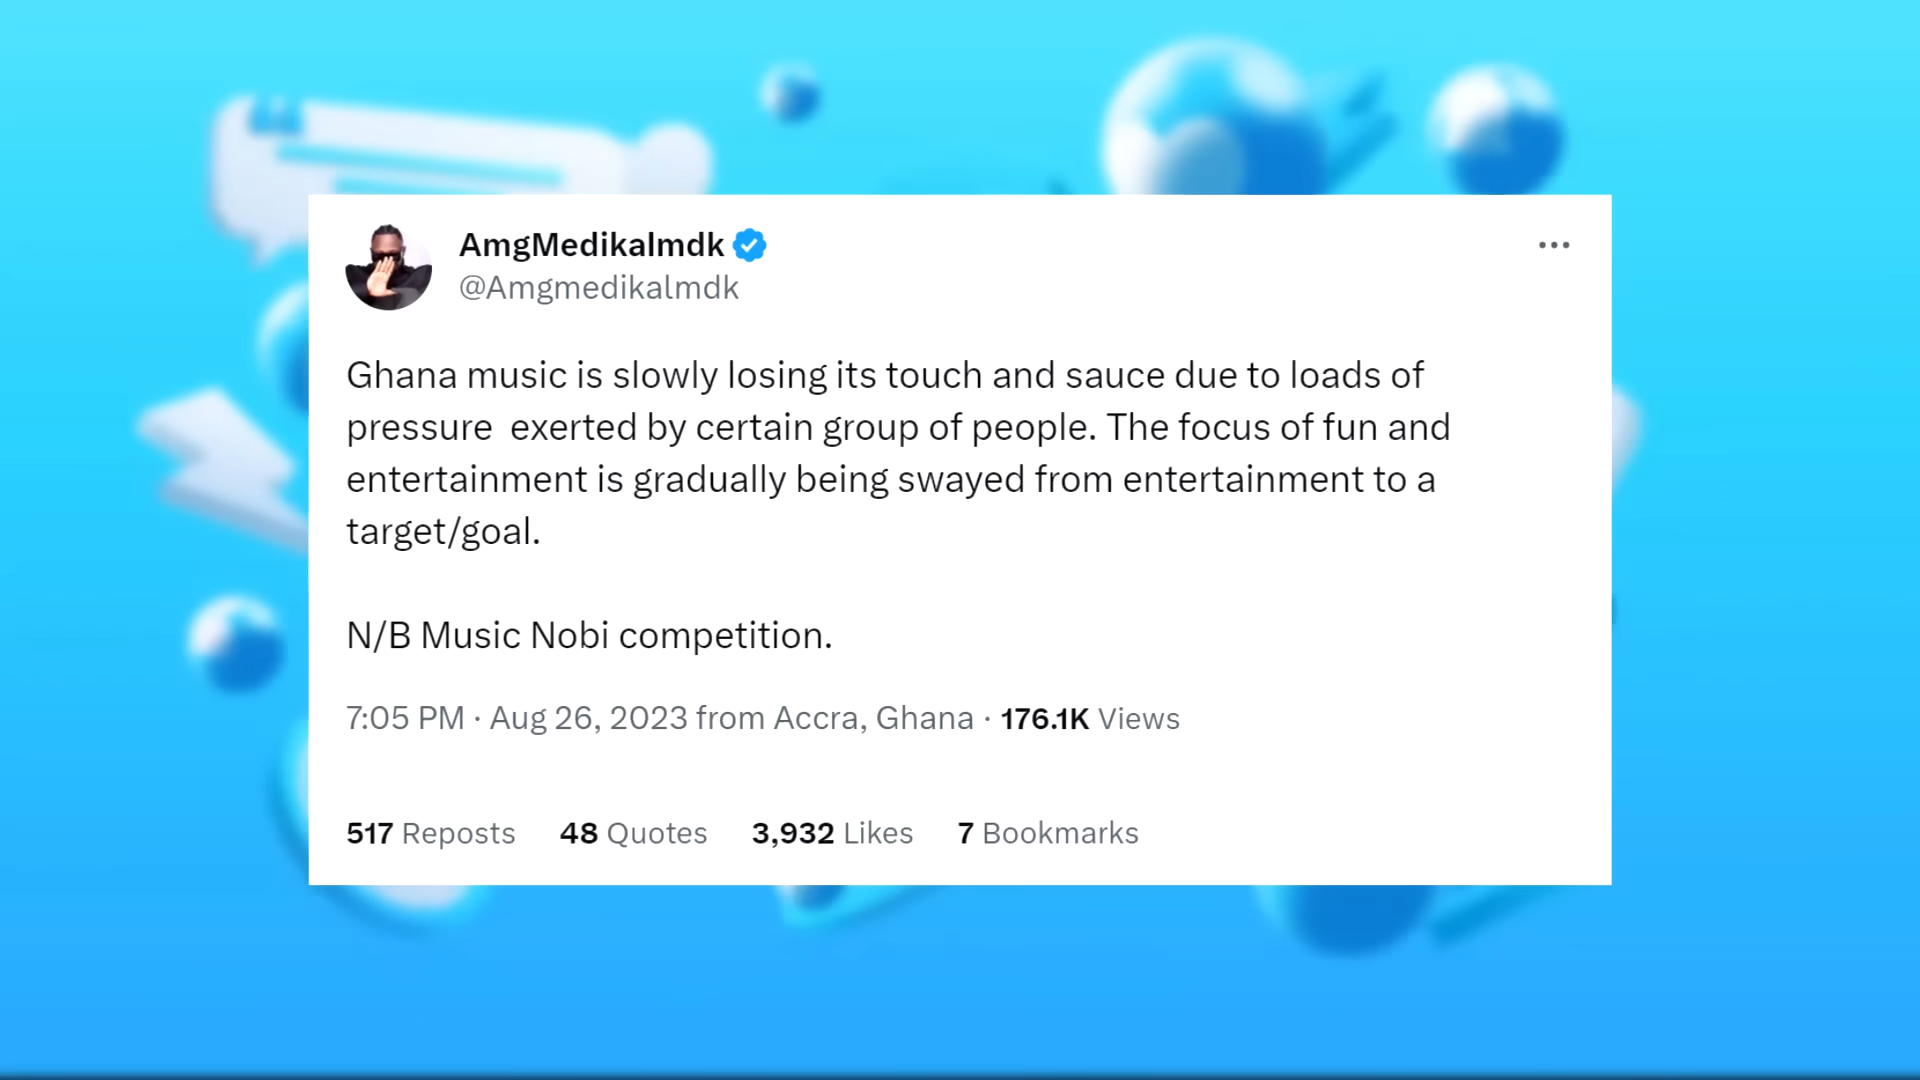 AmgMedikalmdk
@Amgmedikalmdk
Ghana music is slowly losing its touch and sauce due to loads of
pressure  exerted by certain group of people. The focus of fun and
entertainment is gradually being swayed from entertainment to a
target/goal.
N/B Music Nobi competition.
7:05 PM · Aug 26, 2023 from Accra, Ghana · 176.1K Views
517 Reposts 48 Quotes 3,932 Likes 7 Bookmarks